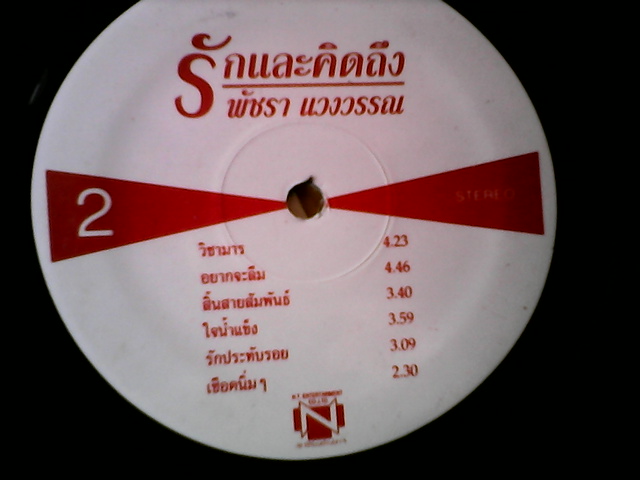 รักและคิดถึง
พัชรา แวงวรรณ
2
STEREO
วิชามาร 4.23
อยากจะลืม 4.46
สิ้นสายสัมพันธ์ 3.40
ใจน้ำแข็ง 3.59
รักประทับรอย 3.09
เชือดนิ่มๆ 2.30
N